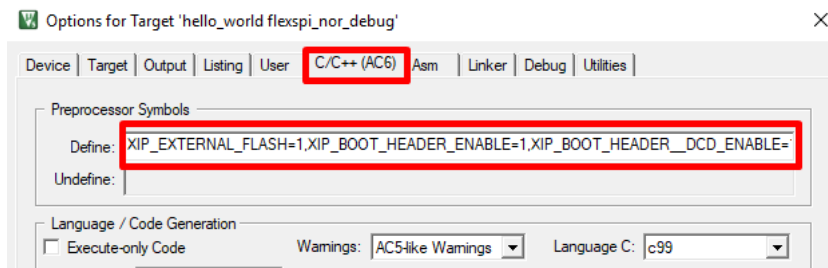 Options for Target 'hello_world flexspi_nor_debug'
Device Target Output Listing User C/C++ (AC6) Asm Linker Debug Utilities
Preprocessor Symbols
Define: XIP_EXTERNAL_FLASH=1,XIP_BOOT_HEADER_ENABLE=1,XIP_BOOT_HEADER__DCD_ENABLE=
Undefine:
Language / Code Generation
Execute-only Code Warnings: AC5-like Warnings Language C: c99